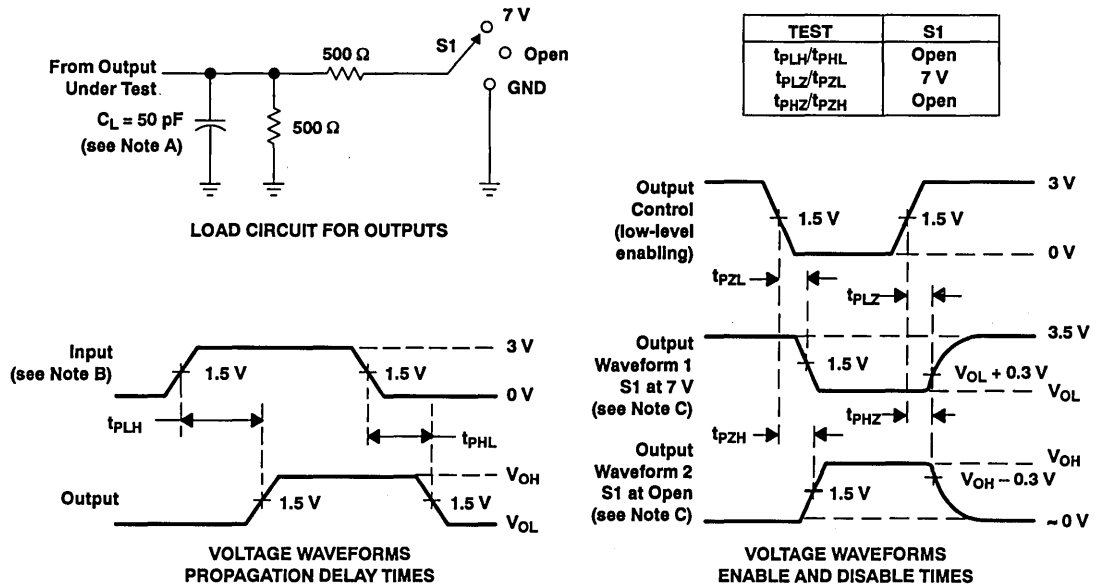 7 V
S1
500 Ω
Open
From Output
Under Test
GND
C_L = 50 pF
(see Note A)
500 Ω
LOAD CIRCUIT FOR OUTPUTS
TEST S1
t_PLH/t_PHL Open
t_PLZ/t_PZL 7 V
t_PHZ/t_PZH Open
Input
(see Note B)
3 V
1.5 V 1.5 V
0 V
t_PLH
t_PHL
V_OH
Output
1.5 V 1.5 V
V_OL
VOLTAGE WAVEFORMS
PROPAGATION DELAY TIMES
Output
Control
(low-level
enabling)
3 V
1.5 V 1.5 V
0 V
t_PZL
t_PLZ
Output
Waveform 1
S1 at 7 V
(see Note C)
3.5 V
1.5 V
V_OL + 0.3 V
V_OL
t_PHZ
t_PZH
Output
Waveform 2
S1 at Open
(see Note C)
V_OH
V_OH – 0.3 V
1.5 V
~ 0 V
VOLTAGE WAVEFORMS
ENABLE AND DISABLE TIMES